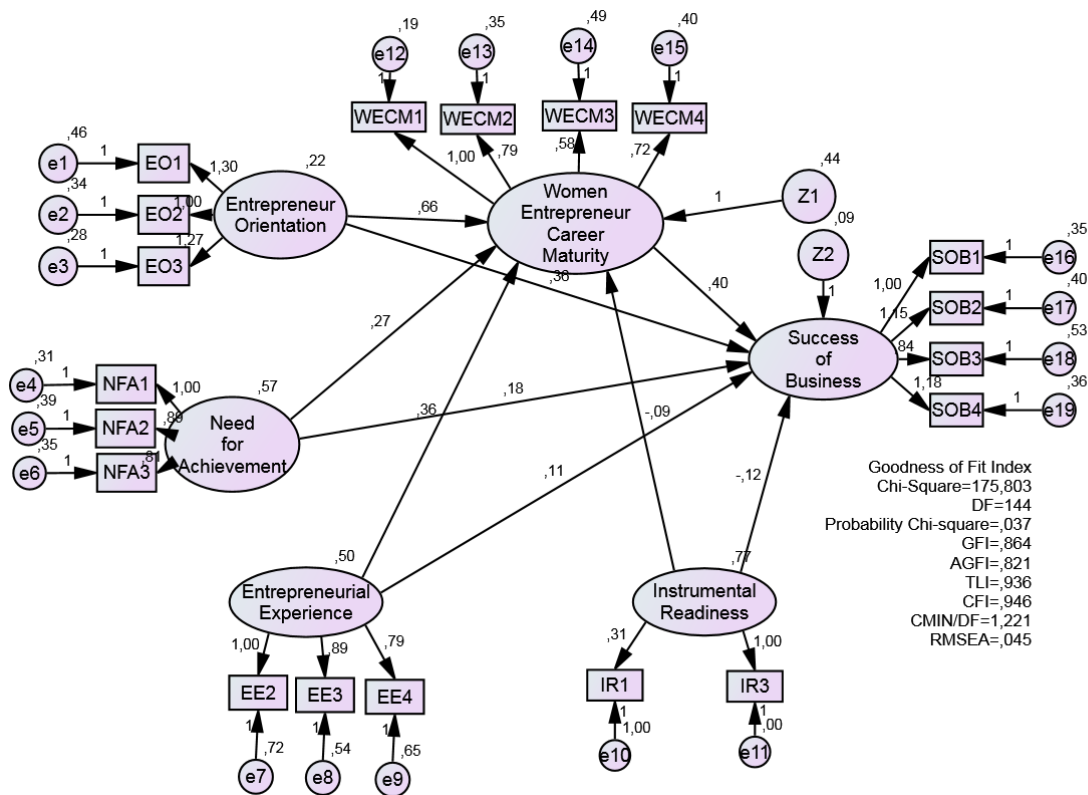 ,19
e12
1
WECM1
,35
e13
1
WECM2
,49
e14
1
WECM3
,40
e15
1
WECM4
1,00
,79
,58
,72
,46
e1
1
EO1
1,30
,34
e2
1
EO2
1,00
,28
e3
1
EO3
1,27
,22
Entrepreneur
Orientation
,66
Women
Entrepreneur
Career
Maturity
1
,44
Z1
,09
Z2
1
,36
,40
,27
Success
of
Business
1,00
SOB1
1
,35
e16
1,15
SOB2
1
,40
e17
,84
SOB3
1
,53
e18
1,18
SOB4
1
,36
e19
,31
e4
1
NFA1
1,00
,39
e5
1
NFA2
,89
,35
e6
1
NFA3
,81
,57
Need
for
Achievement
,36
,18
-,09
,11
-,12
Goodness of Fit Index
Chi-Square=175,803
DF=144
Probability Chi-square=,037
GFI=,864
AGFI=,821
TLI=,936
CFI=,946
CMIN/DF=1,221
RMSEA=,045
,50
Entrepreneurial
Experience
1,00
,89
,79
EE2
EE3
EE4
1
,72
e7
1
,54
e8
1
,65
e9
,77
Instrumental
Readiness
,31
1,00
IR1
IR3
1
1,00
e10
1
,00
e11